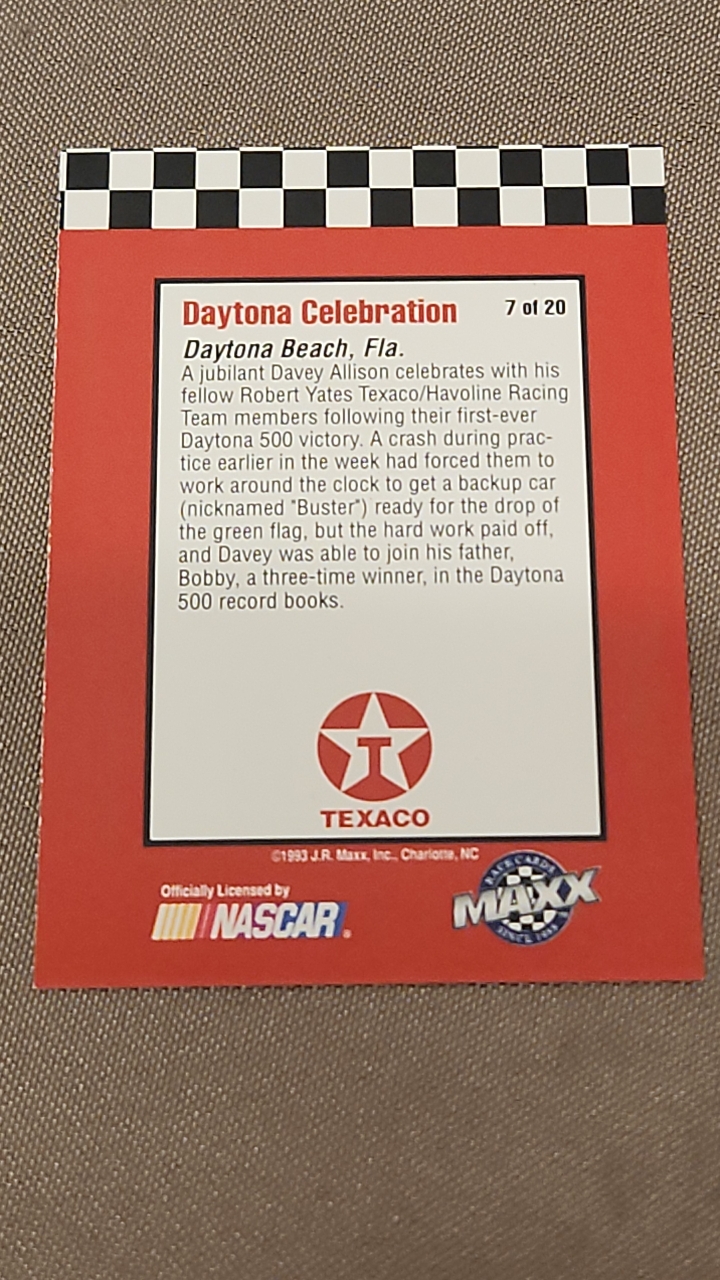 Daytona Celebration 7 of 20
Daytona Beach, Fla.
A jubilant Davey Allison celebrates with his
fellow Robert Yates Texaco/Havoline Racing
Team members following their first-ever
Daytona 500 victory. A crash during prac-
tice earlier in the week had forced them to
work around the clock to get a backup car
(nicknamed "Buster") ready for the drop of
the green flag, but the hard work paid off,
and Davey was able to join his father,
Bobby, a three-time winner, in the Daytona
500 record books.
T
TEXACO
©1993 J.R. Maxx, Inc., Charlotte, NC
Officially Licensed by
NASCAR®
RACE CARDS
MAXX
SINCE 1988